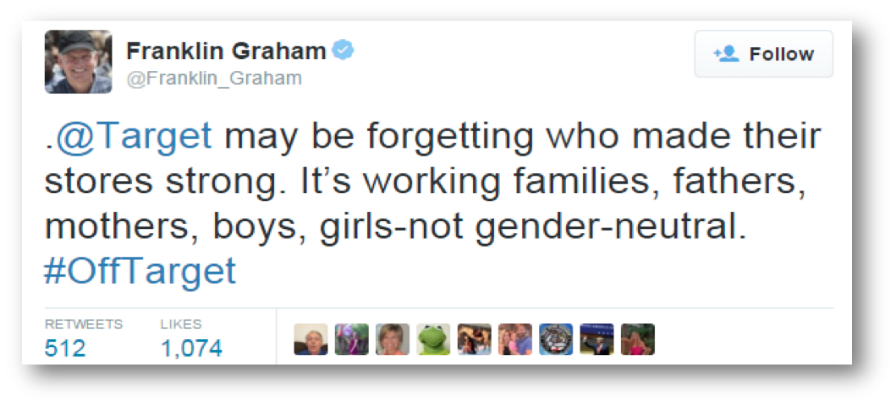 Franklin Graham
@Franklin_Graham
Follow
.@Target may be forgetting who made their
stores strong. It’s working families, fathers,
mothers, boys, girls-not gender-neutral.
#OffTarget
RETWEETS LIKES
512 1,074